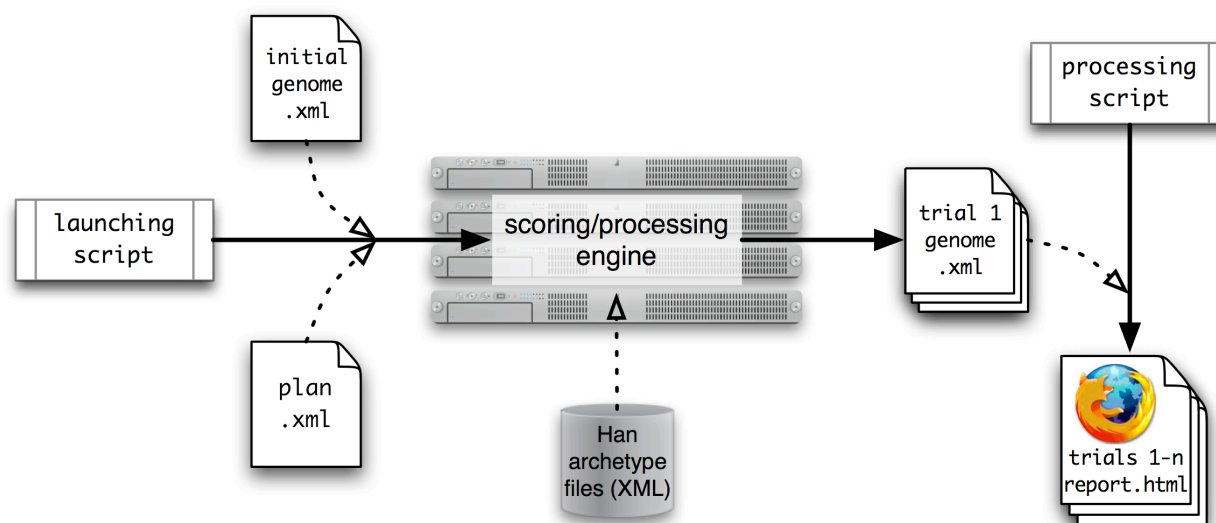 initial
genome
.xml
processing
script
launching
script
scoring/processing
engine
trial 1
genome
.xml
plan
.xml
Han
archetype
files (XML)
trials 1-n
report.html